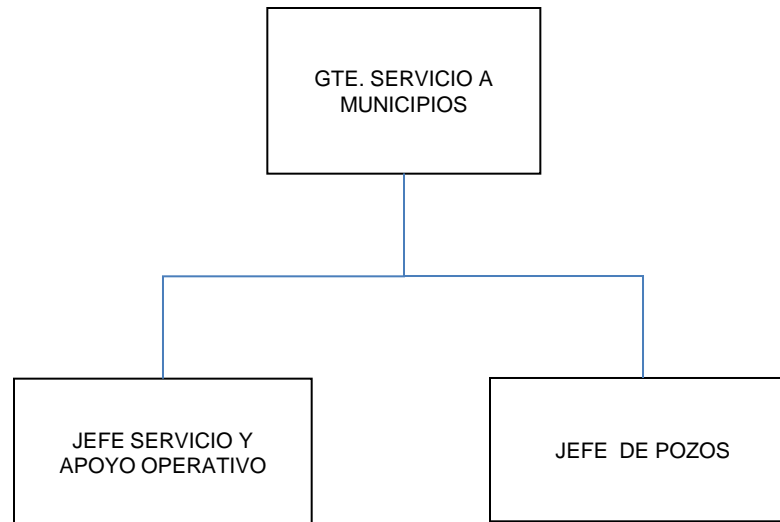 GTE. SERVICIO A
MUNICIPIOS
JEFE SERVICIO Y
APOYO OPERATIVO
JEFE DE POZOS